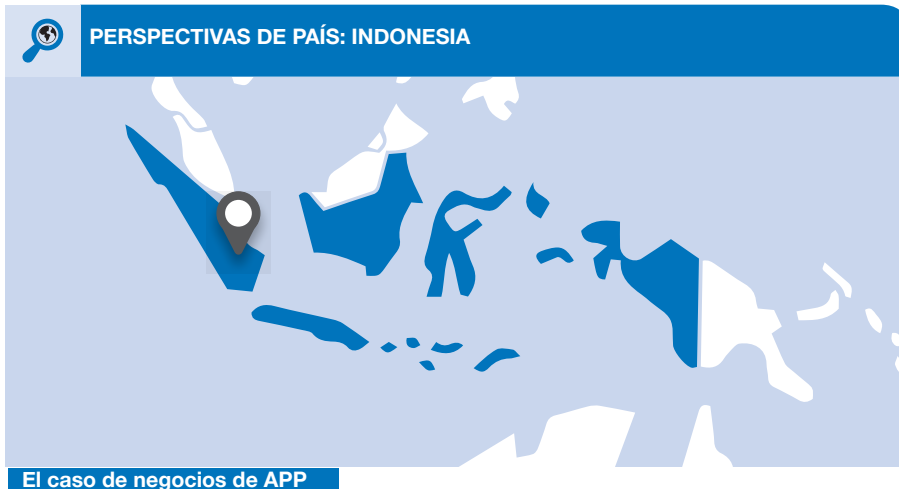 PERSPECTIVAS DE PAÍS: INDONESIA
El caso de negocios de APP